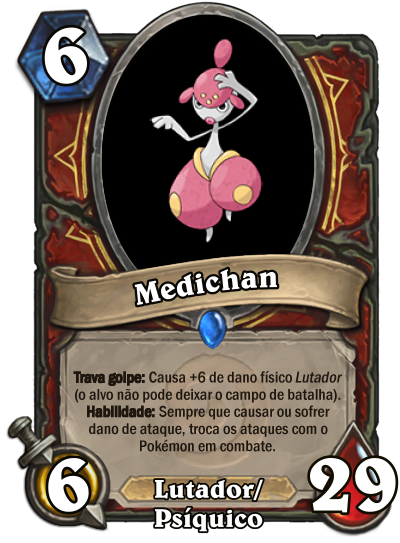 6
Medichan
Trava golpe: Causa +6 de dano físico Lutador
(o alvo não pode deixar o campo de batalha).
Habilidade: Sempre que causar ou sofrer
dano de ataque, troca os ataques com o
Pokémon em combate.
6
Lutador/
Psíquico
29